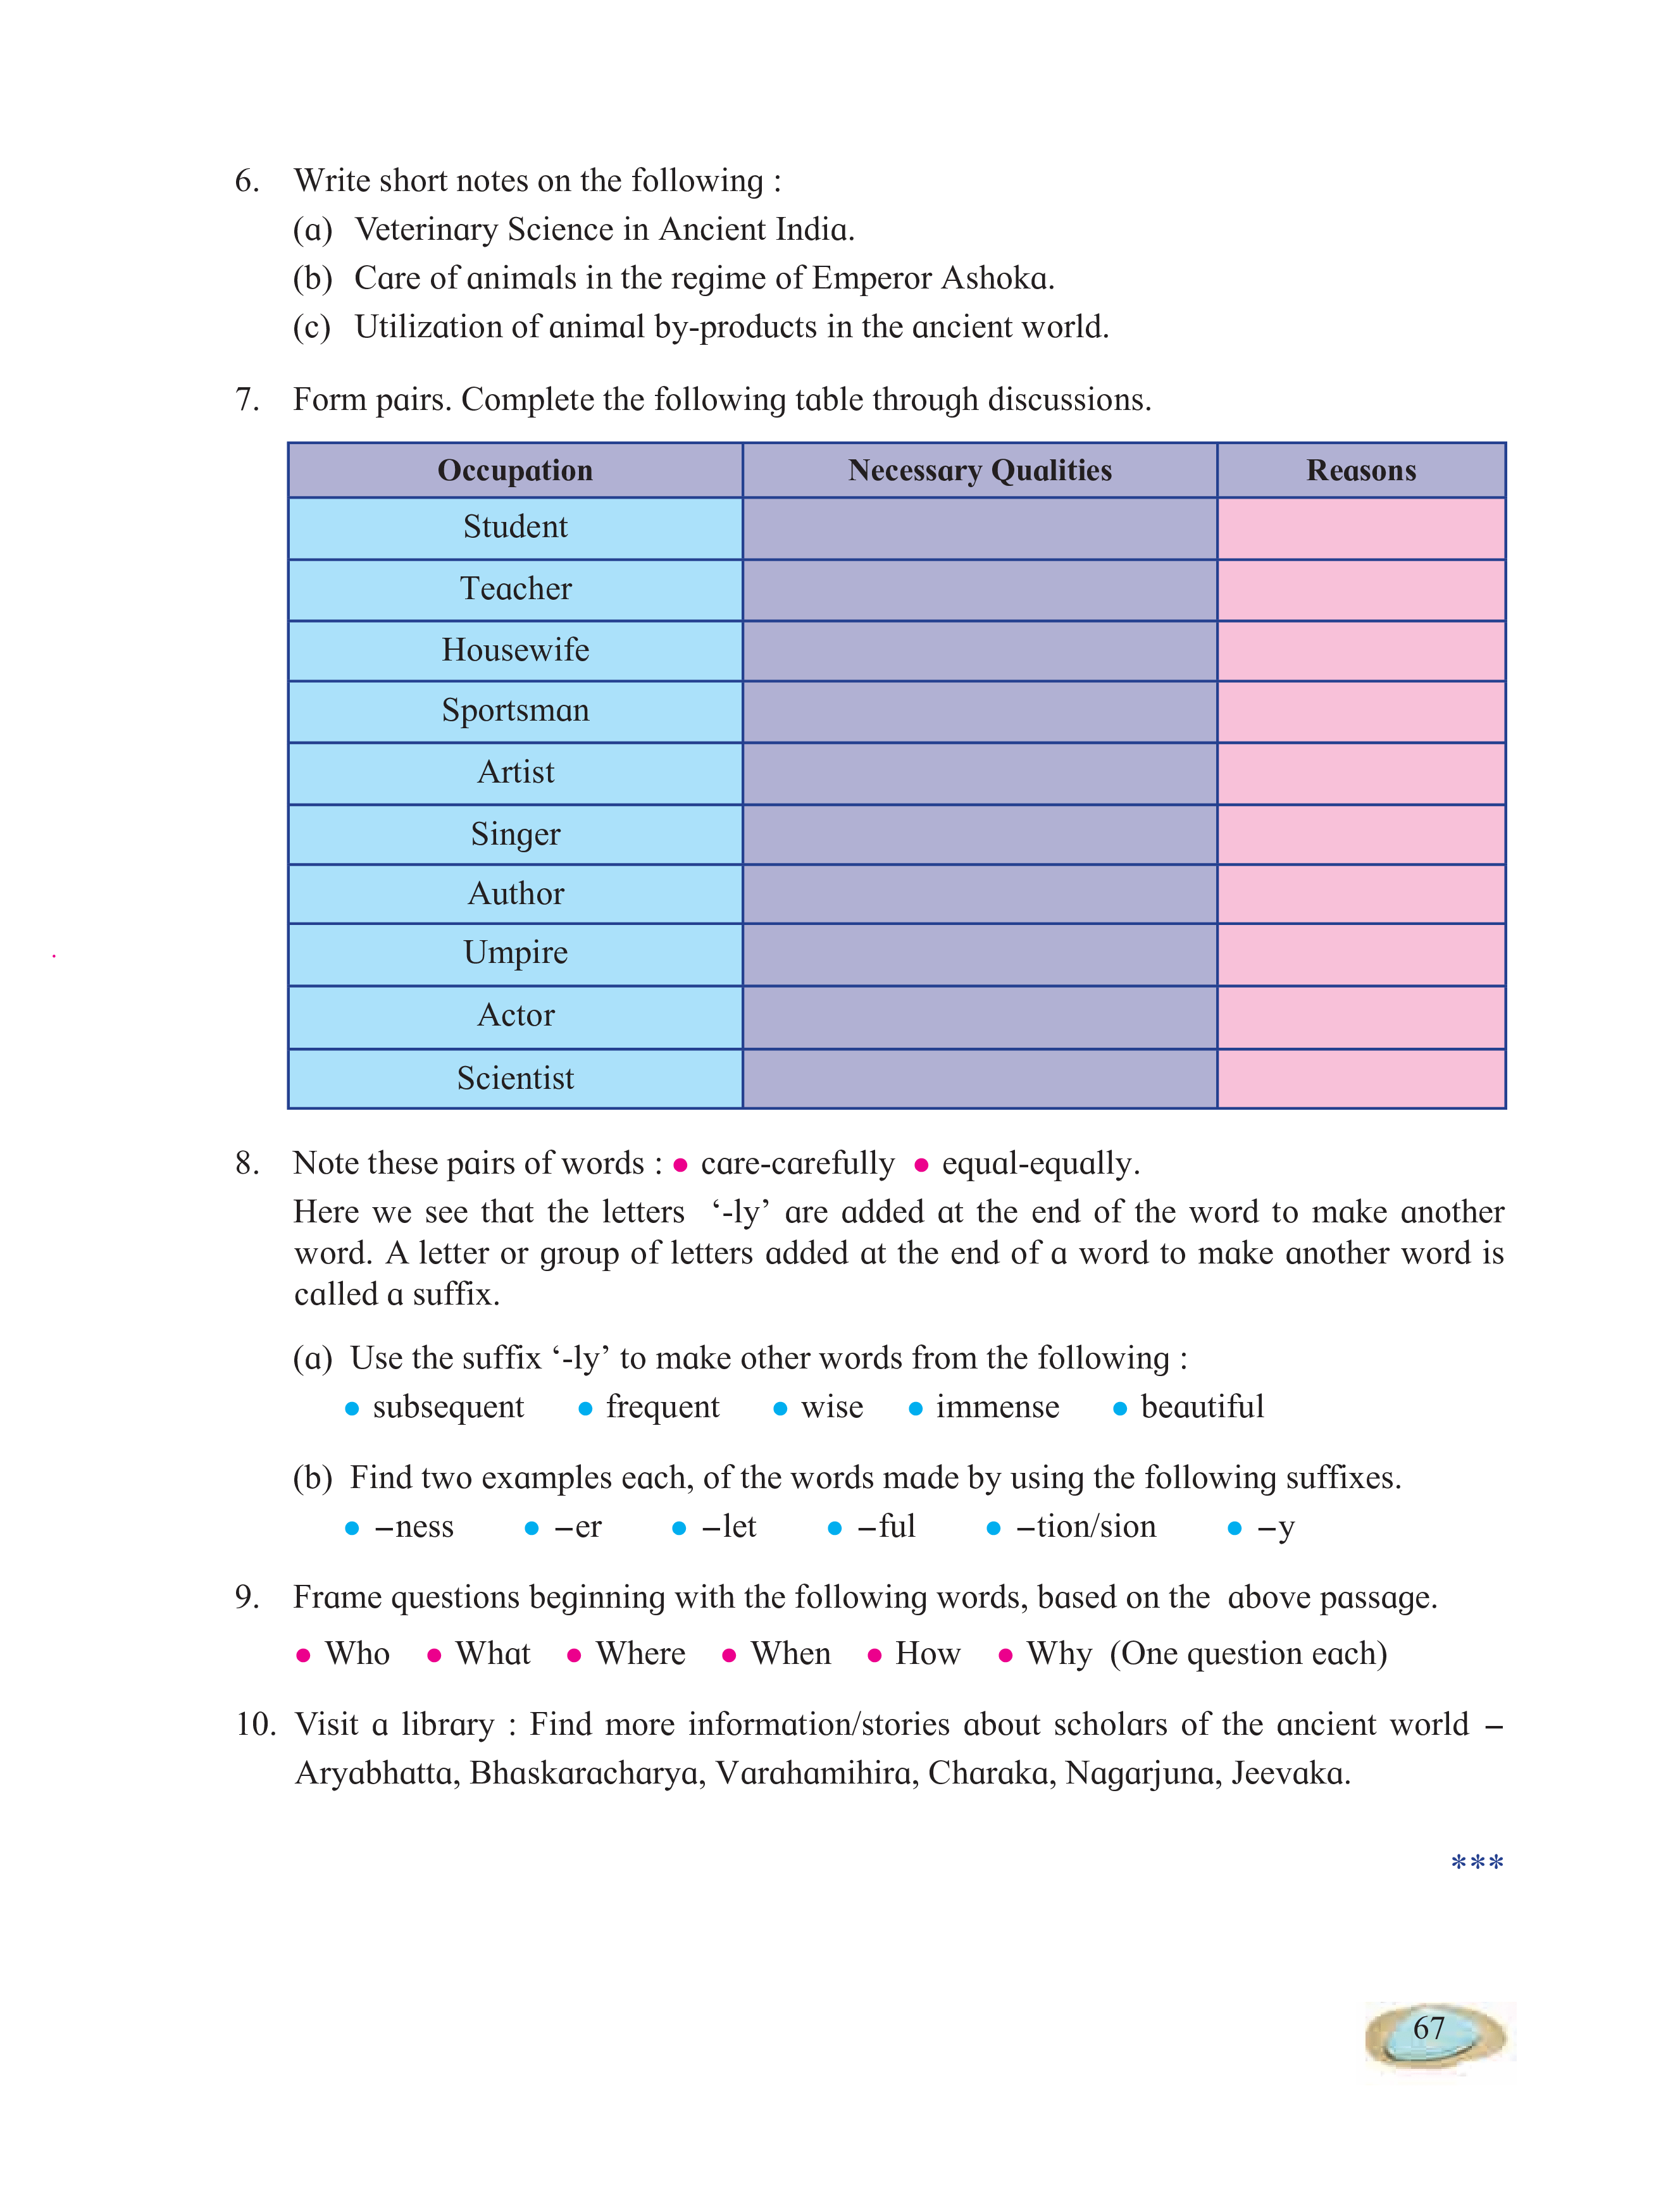 6. Write short notes on the following :
(a) Veterinary Science in Ancient India.
(b) Care of animals in the regime of Emperor Ashoka.
(c) Utilization of animal by-products in the ancient world.
7. Form pairs. Complete the following table through discussions.
Occupation Necessary Qualities Reasons
Student
Teacher
Housewife
Sportsman
Artist
Singer
Author
Umpire
Actor
Scientist
8. Note these pairs of words : • care-carefully • equal-equally.
Here we see that the letters ‘-ly’ are added at the end of the word to make another
word. A letter or group of letters added at the end of a word to make another word is
called a suffix.
(a) Use the suffix ‘-ly’ to make other words from the following :
• subsequent • frequent • wise • immense • beautiful
(b) Find two examples each, of the words made by using the following suffixes.
• –ness • –er • –let • –ful • –tion/sion • –y
9. Frame questions beginning with the following words, based on the above passage.
• Who • What • Where • When • How • Why (One question each)
10. Visit a library : Find more information/stories about scholars of the ancient world –
Aryabhatta, Bhaskaracharya, Varahamihira, Charaka, Nagarjuna, Jeevaka.
***
67